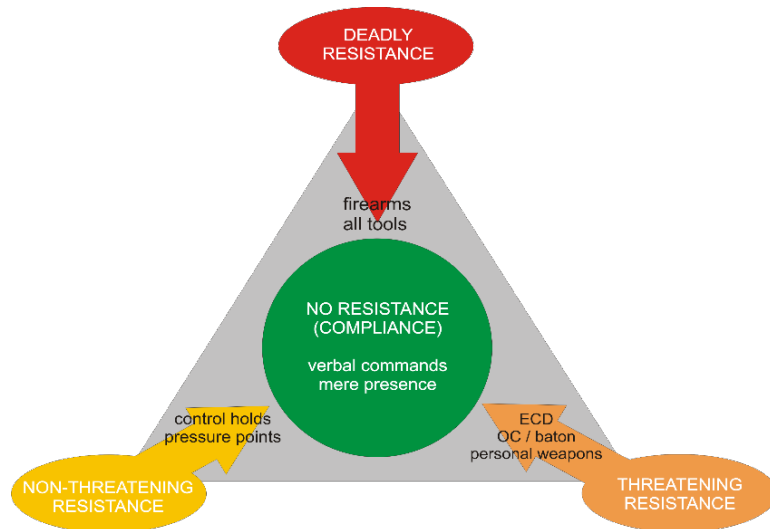 DEADLY
RESISTANCE
firearms
all tools
NO RESISTANCE
(COMPLIANCE)
verbal commands
mere presence
control holds
pressure points
ECD
OC / baton
personal weapons
NON-THREATENING
RESISTANCE
THREATENING
RESISTANCE